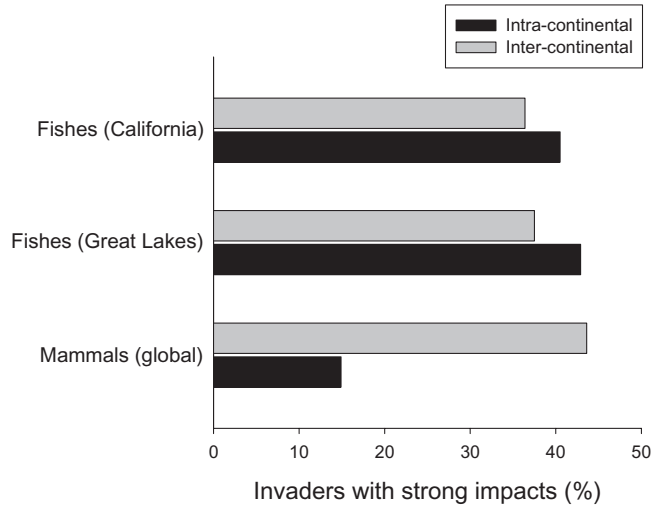 Intra-continental
Inter-continental
Fishes (California)
Fishes (Great Lakes)
Mammals (global)
0 10 20 30 40 50
Invaders with strong impacts (%)